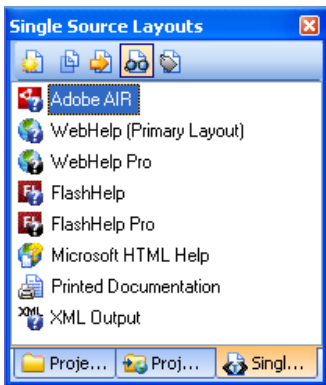 Single Source Layouts
Adobe AIR
WebHelp (Primary Layout)
WebHelp Pro
FlashHelp
FlashHelp Pro
Microsoft HTML Help
Printed Documentation
XML Output
Proje... Proj... Singl...